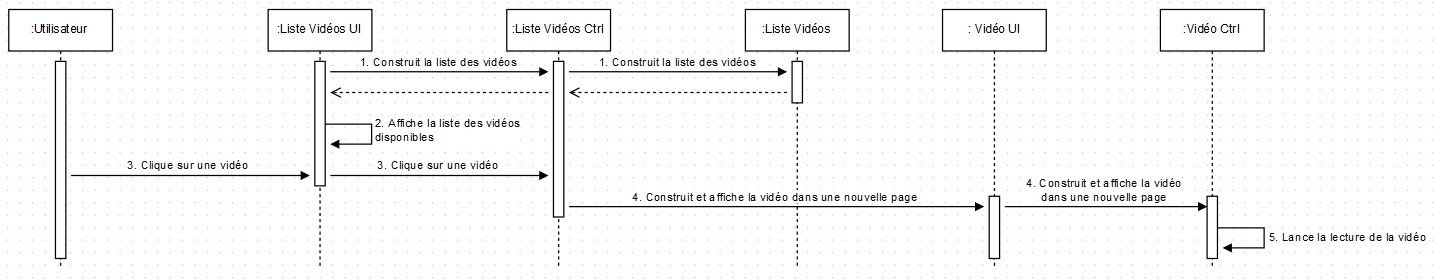 :Utilisateur
:Liste Vidéos UI
:Liste Vidéos Ctrl
:Liste Vidéos
: Vidéo UI
:Vidéo Ctrl
1. Construit la liste des vidéos
1. Construit la liste des vidéos
2. Affiche la liste des vidéos
disponibles
3. Clique sur une vidéo
3. Clique sur une vidéo
4. Construit et affiche la vidéo dans une nouvelle page
4. Construit et affiche la vidéo
dans une nouvelle page
5. Lance la lecture de la vidéo